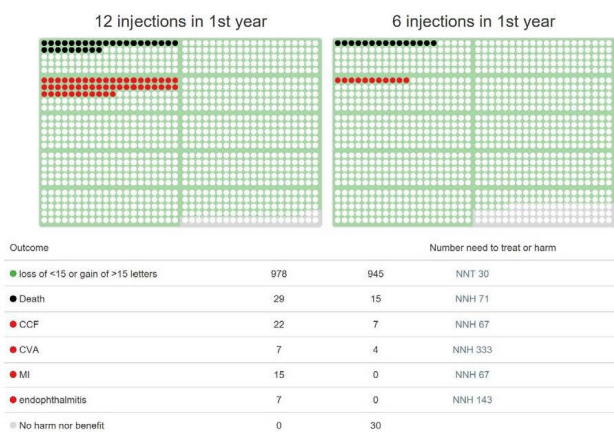 12 injections in 1st year 6 injections in 1st year
Outcome Number need to treat or harm
loss of <15 or gain of >15 letters 978 945 NNT 30
Death 29 15 NNH 71
CCF 22 7 NNH 67
CVA 7 4 NNH 333
MI 15 0 NNH 67
endophthalmitis 7 0 NNH 143
No harm nor benefit 0 30